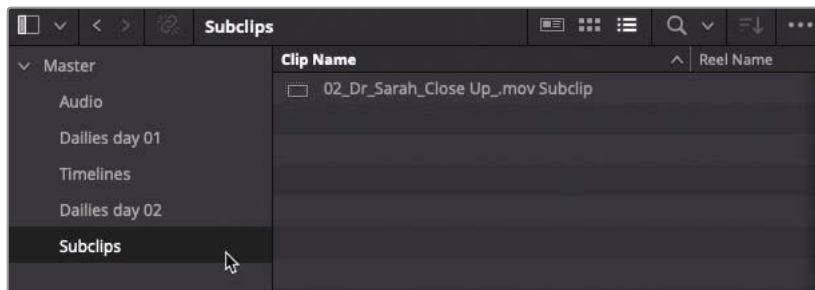 Subclips
Master
Audio
Dailies day 01
Timelines
Dailies day 02
Subclips
Clip Name
Reel Name
02_Dr_Sarah_Close Up_.mov Subclip